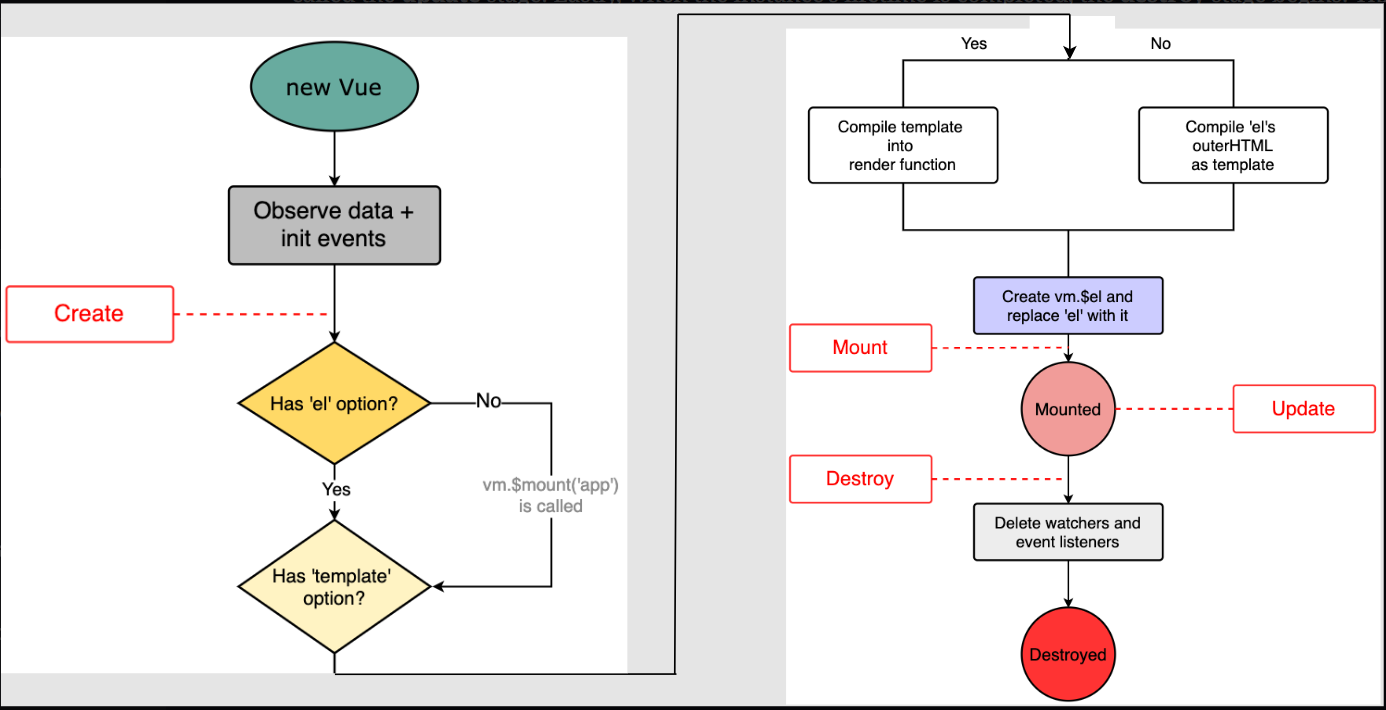 new Vue
Observe data +
init events
Create
Has 'el' option?
No
Yes
vm.$mount('app')
is called
Has 'template'
option?
Yes
No
Compile template
into
render function
Compile 'el's
outerHTML
as template
Create vm.$el and
replace 'el' with it
Mount
Mounted
Update
Destroy
Delete watchers and
event listeners
Destroyed